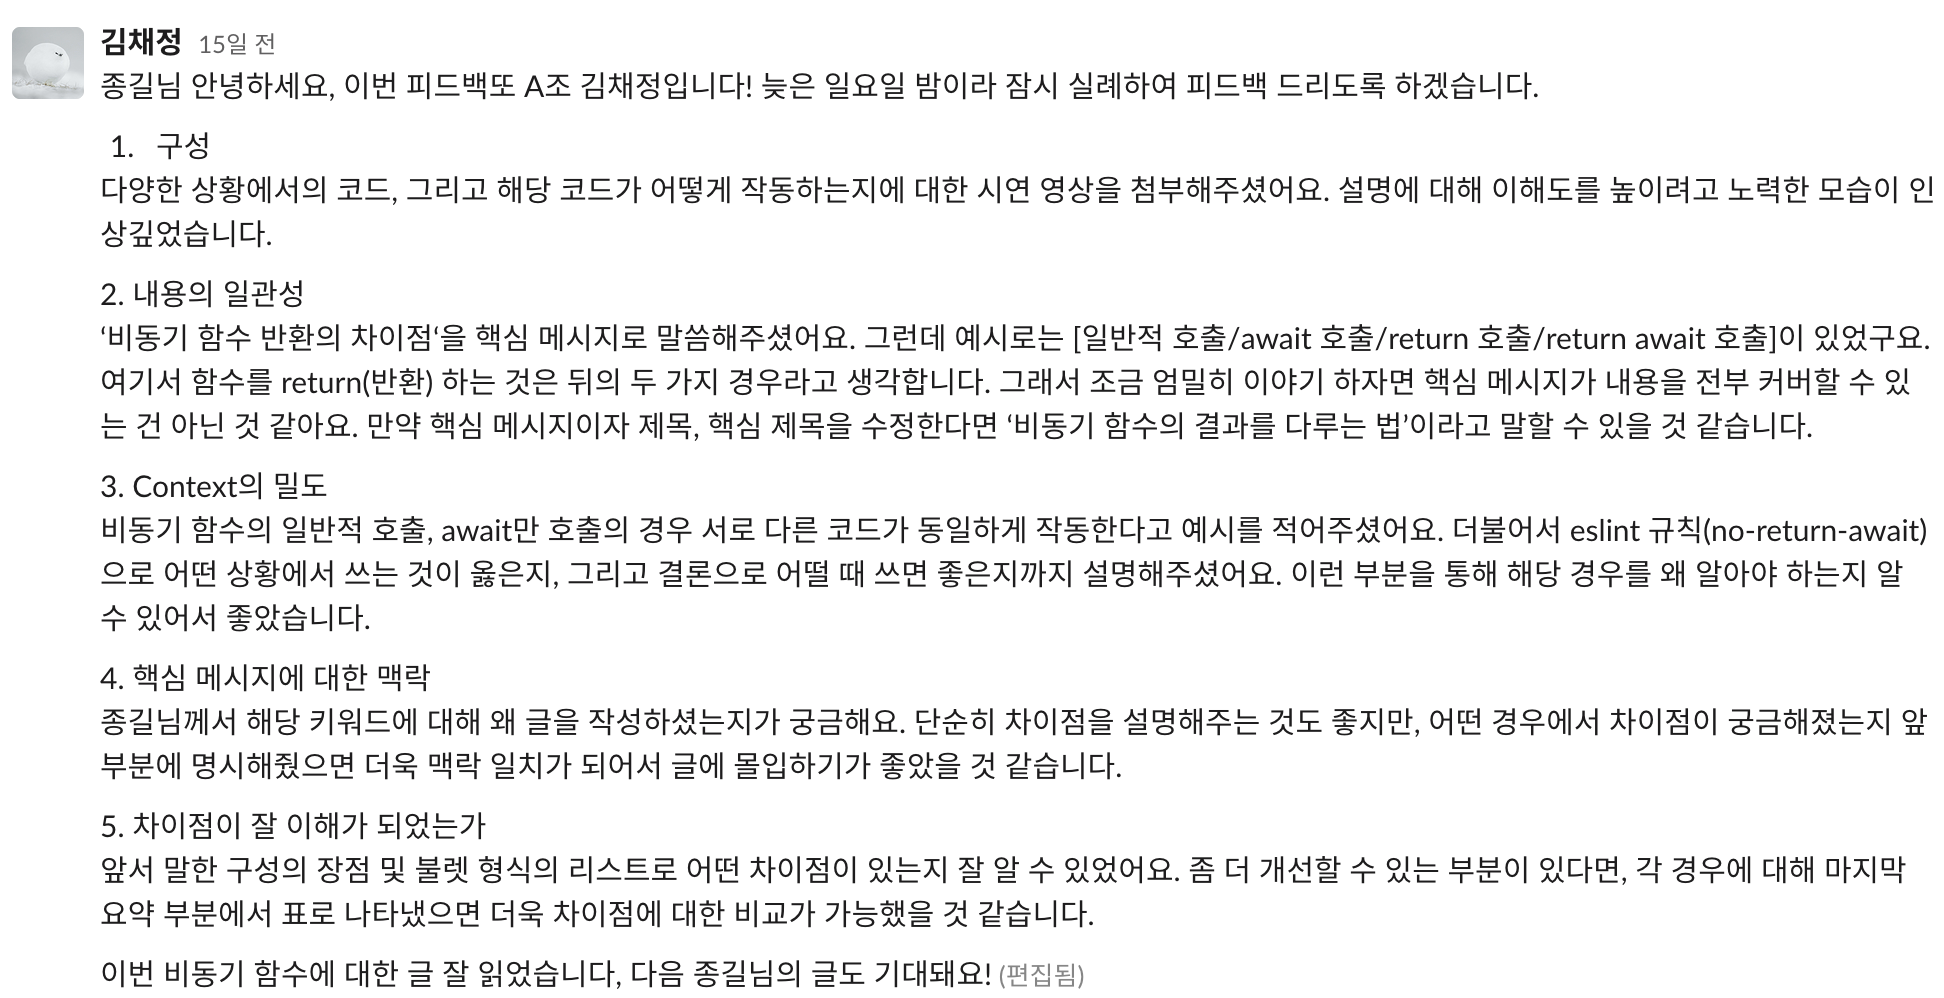 김채정 15일 전
종길님 안녕하세요, 이번 피드백또 A조 김채정입니다! 늦은 일요일 밤이라 잠시 실례하여 피드백 드리도록 하겠습니다.
1. 구성
다양한 상황에서의 코드, 그리고 해당 코드가 어떻게 작동하는지에 대한 시연 영상을 첨부해주셨어요. 설명에 대해 이해도를 높이려고 노력한 모습이 인
상깊었습니다.
2. 내용의 일관성
‘비동기 함수 반환의 차이점‘을 핵심 메시지로 말씀해주셨어요. 그런데 예시로는 [일반적 호출/await 호출/return 호출/return await 호출]이 있었구요.
여기서 함수를 return(반환) 하는 것은 뒤의 두 가지 경우라고 생각합니다. 그래서 조금 엄밀히 이야기 하자면 핵심 메시지가 내용을 전부 커버할 수 있
는 건 아닌 것 같아요. 만약 핵심 메시지이자 제목, 핵심 제목을 수정한다면 ‘비동기 함수의 결과를 다루는 법’이라고 말할 수 있을 것 같습니다.
3. Context의 밀도
비동기 함수의 일반적 호출, await만 호출의 경우 서로 다른 코드가 동일하게 작동한다고 예시를 적어주셨어요. 더불어서 eslint 규칙(no-return-await)
으로 어떤 상황에서 쓰는 것이 옳은지, 그리고 결론으로 어떨 때 쓰면 좋은지까지 설명해주셨어요. 이런 부분을 통해 해당 경우를 왜 알아야 하는지 알
수 있어서 좋았습니다.
4. 핵심 메시지에 대한 맥락
종길님께서 해당 키워드에 대해 왜 글을 작성하셨는지가 궁금해요. 단순히 차이점을 설명해주는 것도 좋지만, 어떤 경우에서 차이점이 궁금해졌는지 앞
부분에 명시해줬으면 더욱 맥락 일치가 되어서 글에 몰입하기가 좋았을 것 같습니다.
5. 차이점이 잘 이해가 되었는가
앞서 말한 구성의 장점 및 불렛 형식의 리스트로 어떤 차이점이 있는지 잘 알 수 있었어요. 좀 더 개선할 수 있는 부분이 있다면, 각 경우에 대해 마지막
요약 부분에서 표로 나타냈으면 더욱 차이점에 대한 비교가 가능했을 것 같습니다.
이번 비동기 함수에 대한 글 잘 읽었습니다, 다음 종길님의 글도 기대돼요! (편집됨)